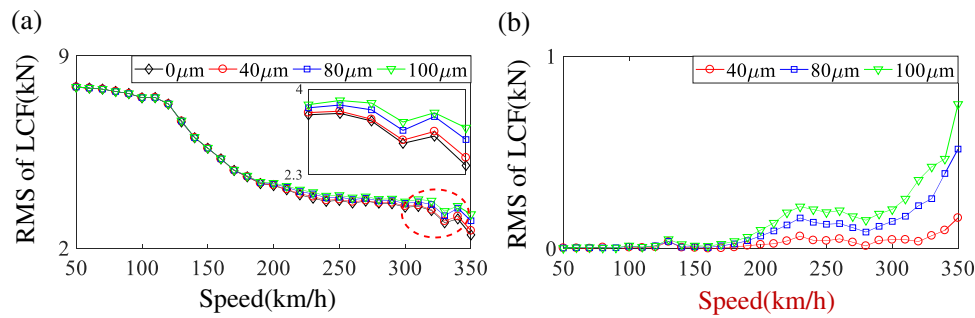 (a)
9
0μm 40μm 80μm 100μm
4
2.3
RMS of LCF(kN)
2
50 100 150 200 250 300 350
Speed(km/h)
(b)
1
40μm 80μm 100μm
RMS of LCF(kN)
0
50 100 150 200 250 300 350
Speed(km/h)